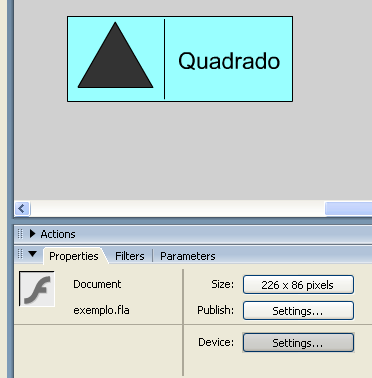 Quadrado
Actions
Properties Filters Parameters
Document Size: 226 x 86 pixels
exemplo.fla Publish: Settings...
Device: Settings...